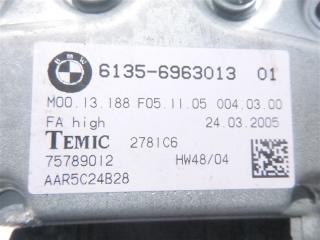 BMW
6135-6963013 01
M00.13.188 F05.11.05 004.03.00
FA high 24.03.2005
TEMIC 2781C6
75789012 HW48/04
AAR5C24B28